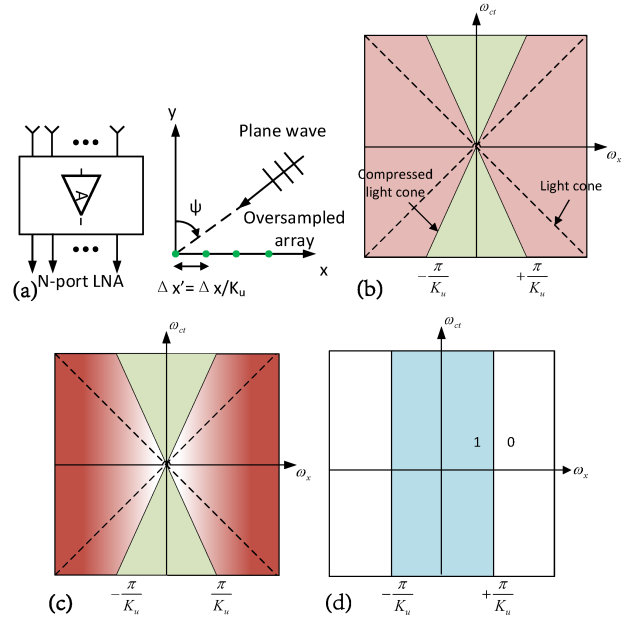 (a)
A
N-port LNA
y
Plane wave
ψ
Oversampled
array
x
Δ x'= Δ x/Kᵤ
(b)
ω_ct
ω_x
Compressed
light cone
Light cone
-π/K_u
+π/K_u
(c)
ω_ct
ω_x
-π/K_u
π/K_u
(d)
ω_ct
1 0
ω_x
-π/K_u
+π/K_u